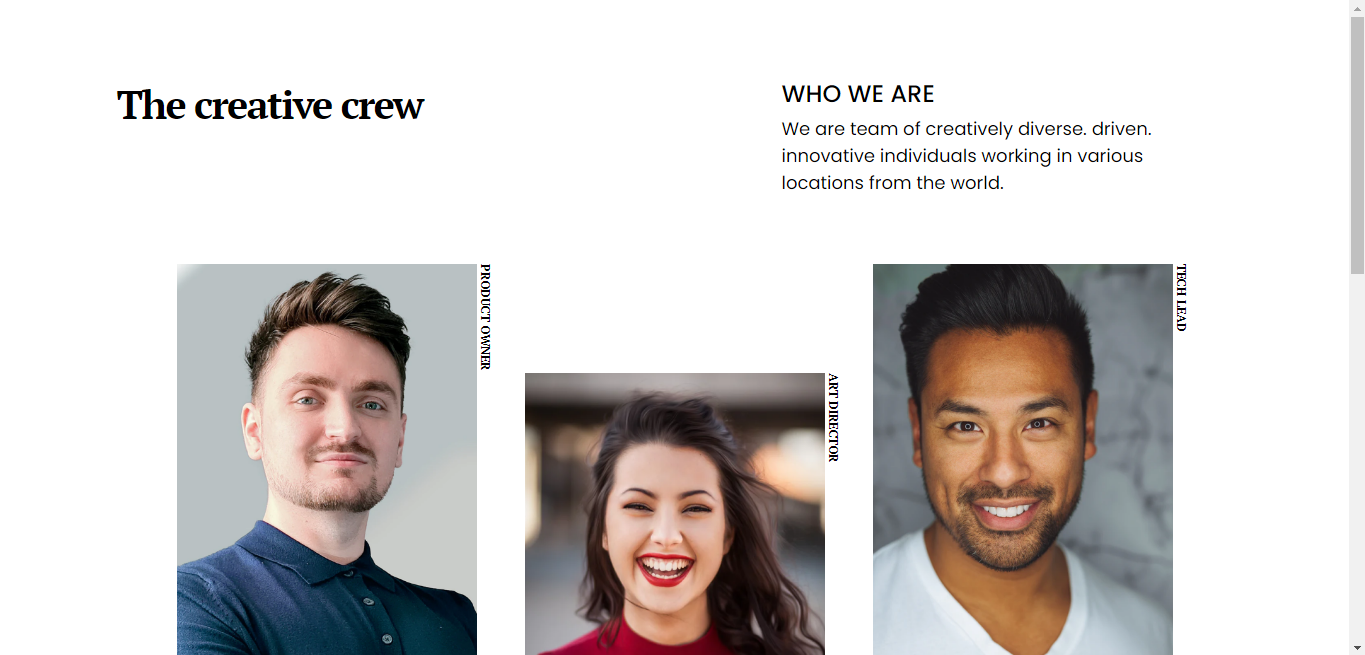 The creative crew
WHO WE ARE
We are team of creatively diverse. driven.
innovative individuals working in various
locations from the world.
PRODUCT OWNER
ART DIRECTOR
TECH LEAD